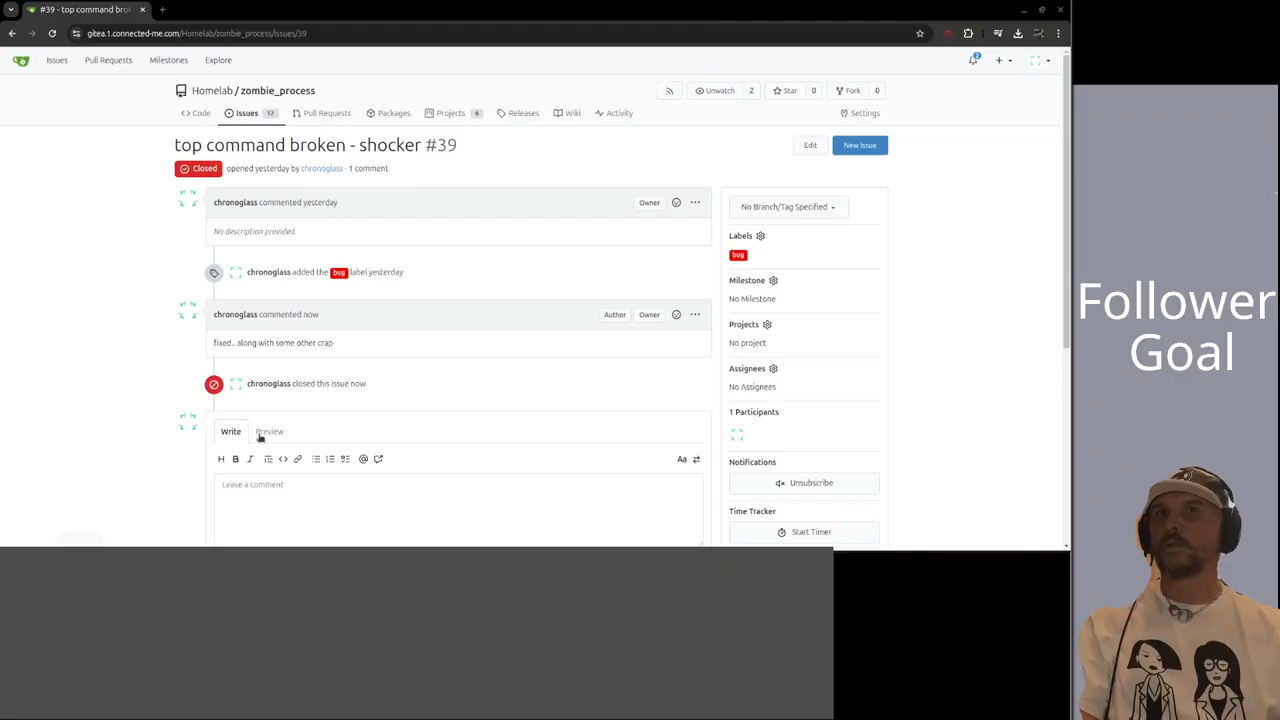 #39 - top command bro
gitea.1.connected-me.com/Homelab/zombie_process/issues/39
Issues Pull Requests Milestones Explore 2
Homelab / zombie_process Unwatch 2 Star 0 Fork 0
Code Issues 12 Pull Requests Packages Projects 6 Releases Wiki Activity Settings
top command broken - shocker #39 Edit New Issue
Closed opened yesterday by chronoglass · 1 comment
chronoglass commented yesterday Owner
No description provided.
chronoglass added the bug label yesterday
chronoglass commented now Author Owner
fixed.. along with some other crap
chronoglass closed this issue now
Write Preview
H B I Aa
Leave a comment
No Branch/Tag Specified
Labels
bug
Milestone
No Milestone
Projects
No project
Assignees
No Assignees
1 Participants
Notifications
Unsubscribe
Time Tracker
Start Timer
Follower
Goal